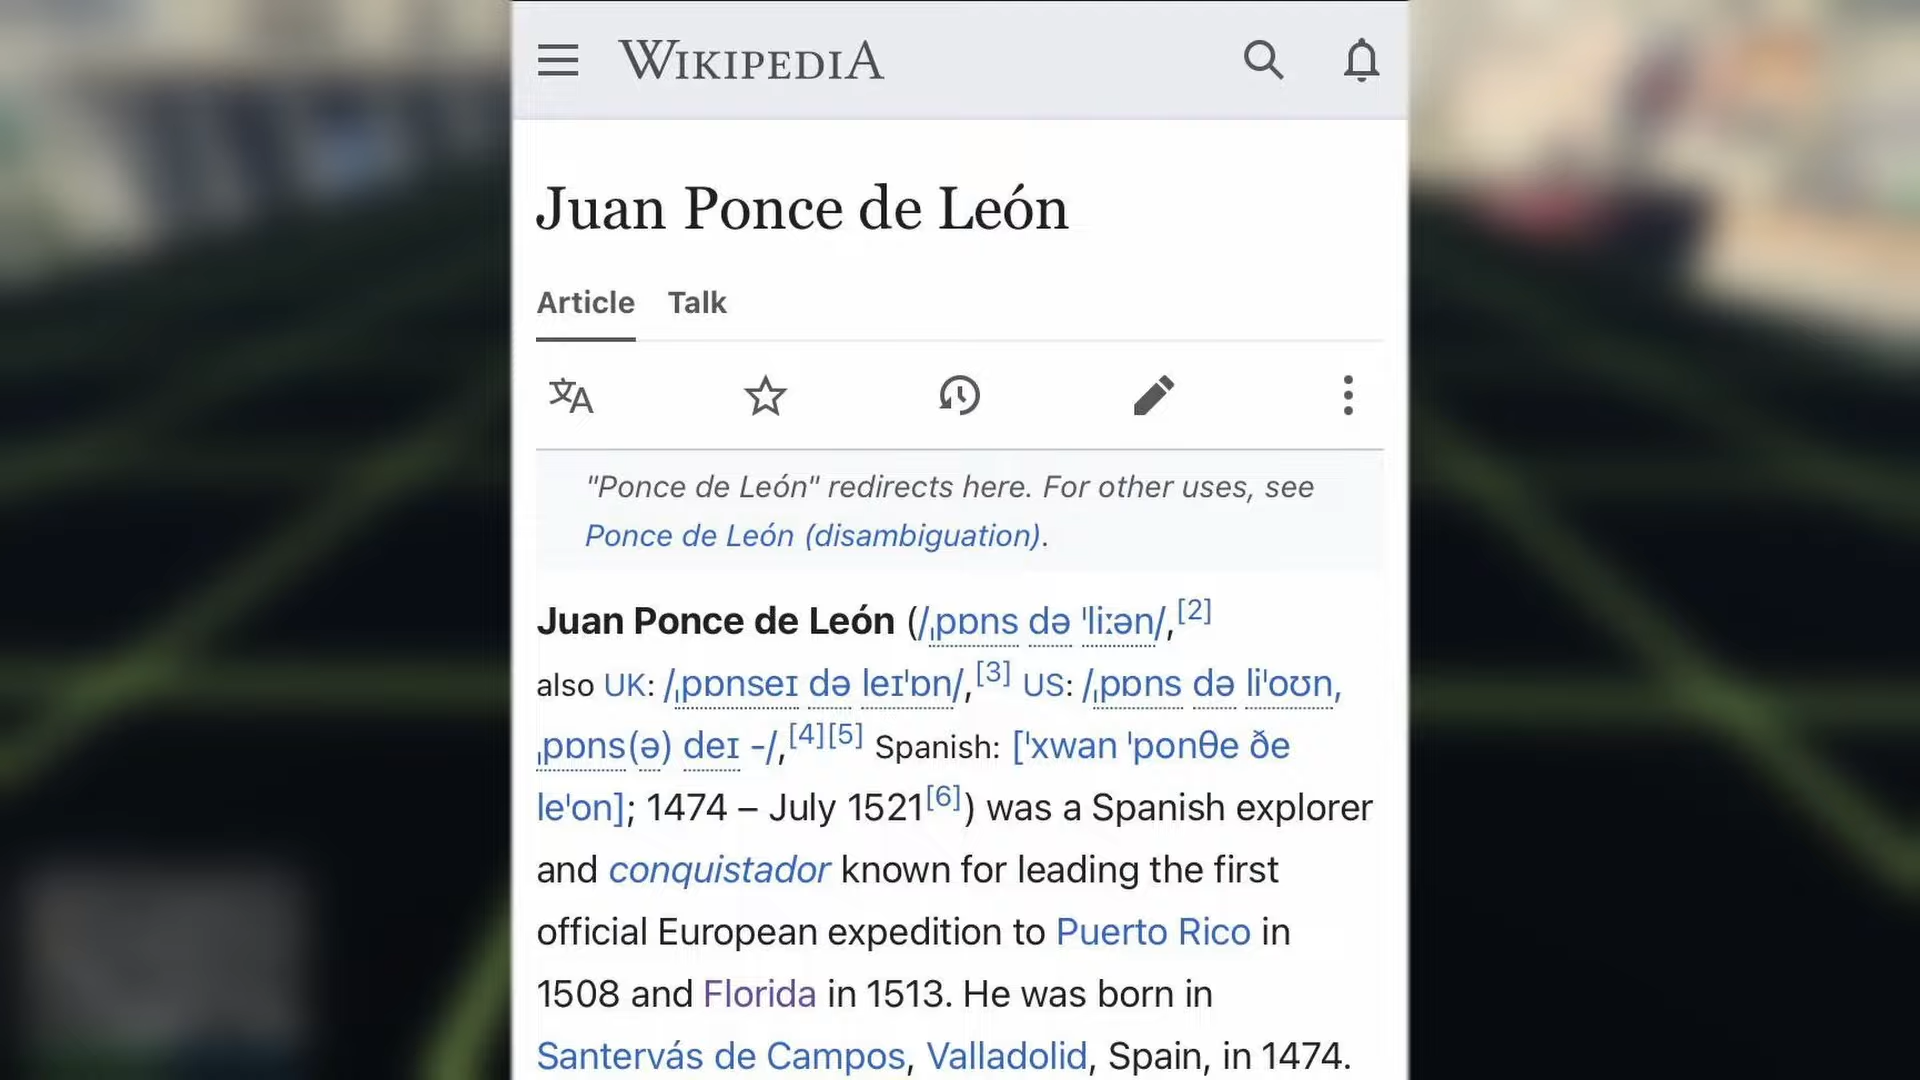 WIKIPEDIA
Juan Ponce de León
Article Talk
"Ponce de León" redirects here. For other uses, see
Ponce de León (disambiguation).
Juan Ponce de León (/ˌpɒns də ˈliːən/,[2]
also UK: /ˌpɒnseɪ də leɪˈɒn/,[3] US: /ˌpɒns də liˈoʊn,
ˌpɒns(ə) deɪ -/,[4][5] Spanish: [ˈxwan ˈponθe ðe
leˈon]; 1474 – July 1521[6]) was a Spanish explorer
and conquistador known for leading the first
official European expedition to Puerto Rico in
1508 and Florida in 1513. He was born in
Santervás de Campos, Valladolid, Spain, in 1474.